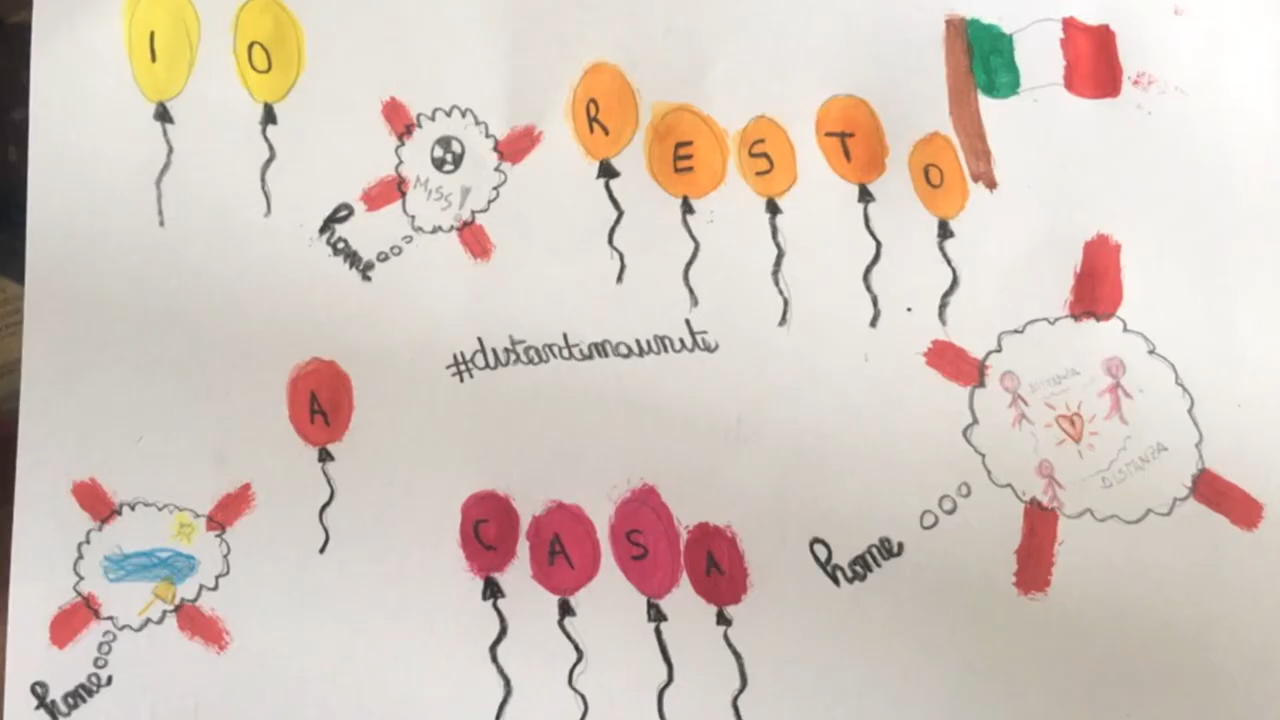 IO
RESTO
MISS!
home
#distantimauniti
A
DISTANZA
DISTANZA
home
CASA
home